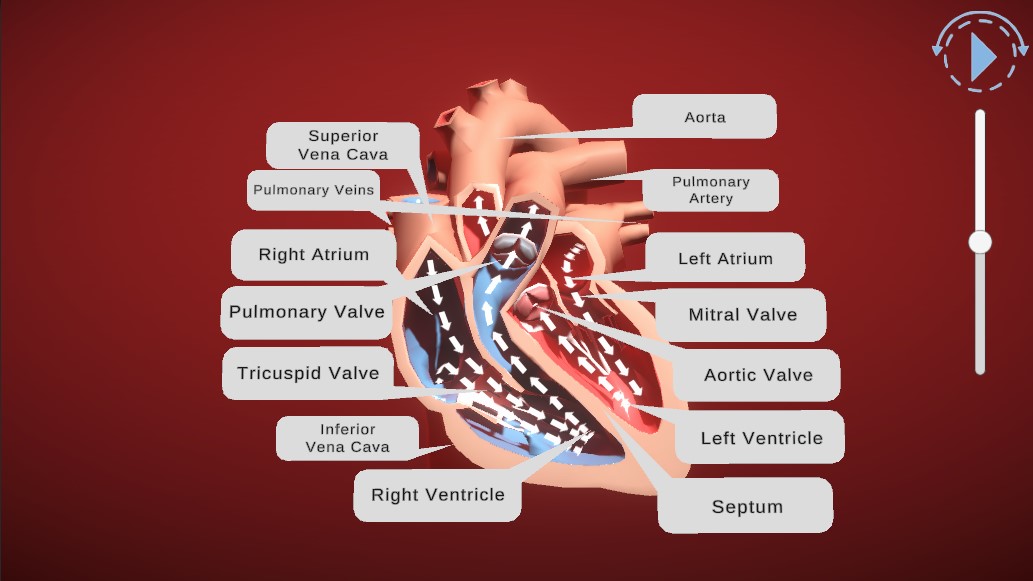 Aorta
Superior
Vena Cava
Pulmonary Veins
Pulmonary
Artery
Right Atrium
Left Atrium
Pulmonary Valve
Mitral Valve
Tricuspid Valve
Aortic Valve
Inferior
Vena Cava
Left Ventricle
Right Ventricle
Septum